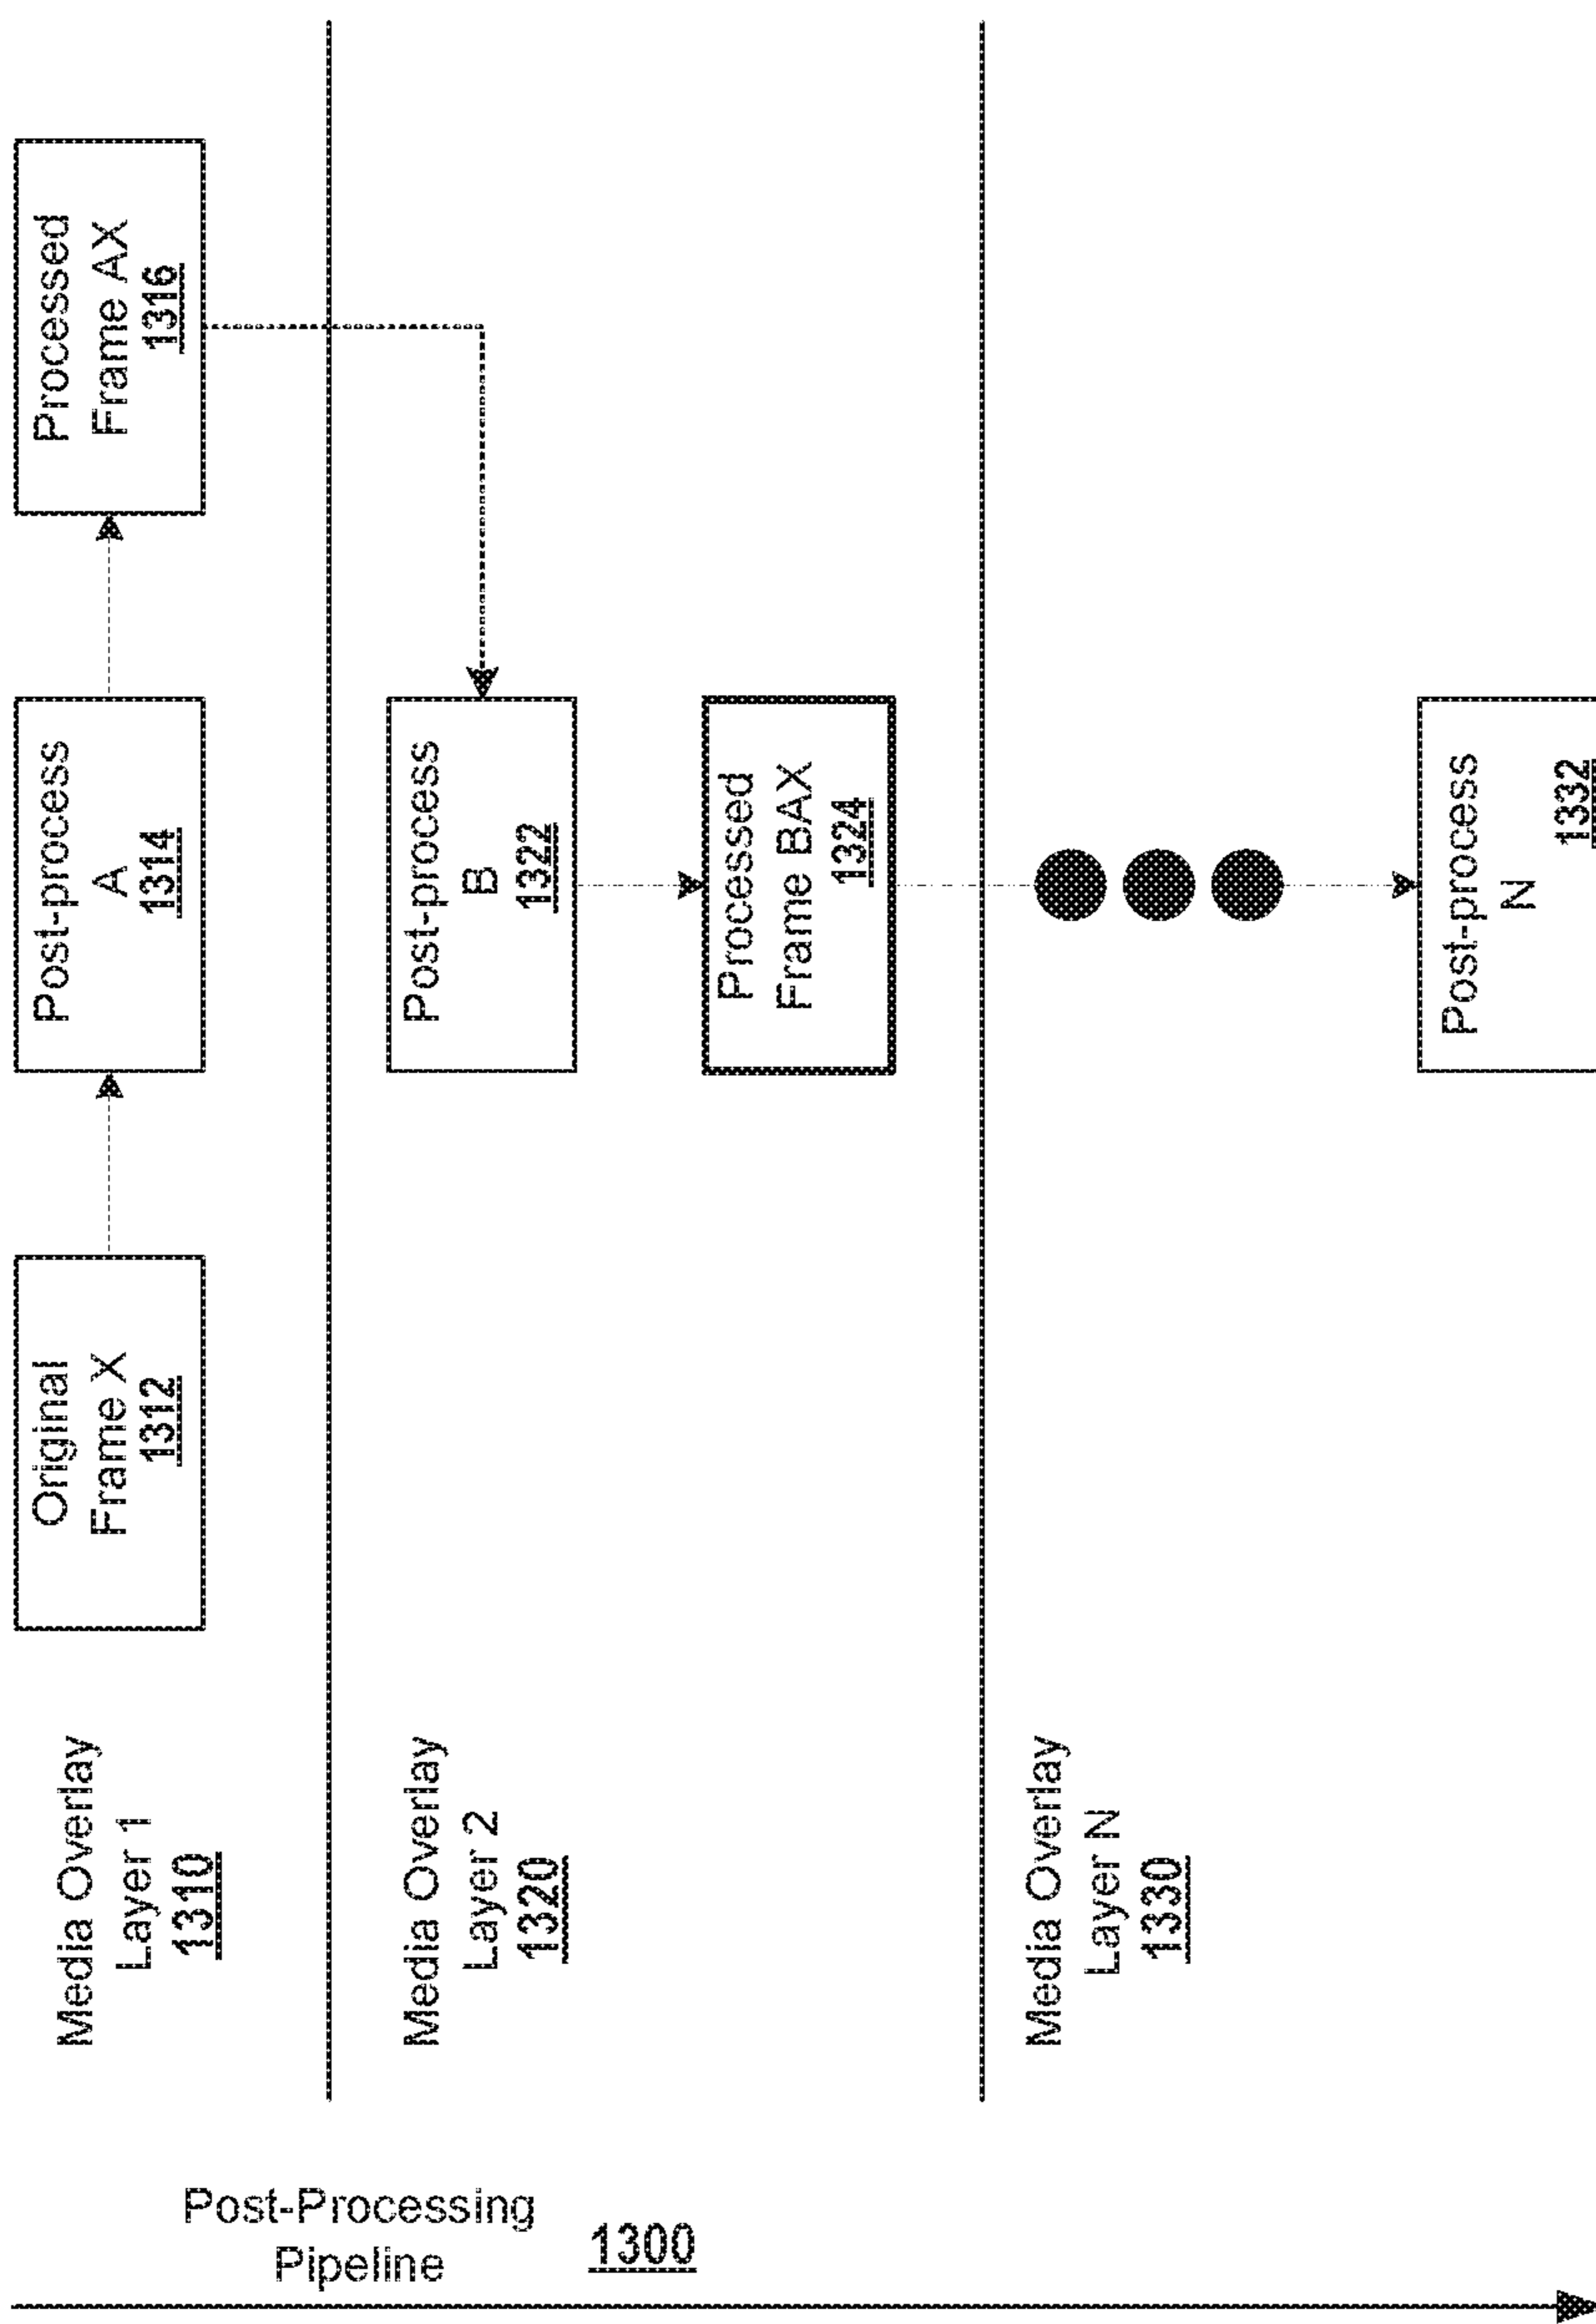 Media Overlay
Layer 1
1310
Original
Frame X
1312
Post-process
A
1314
Processed
Frame AX
1316
Media Overlay
Layer 2
1320
Post-process
B
1322
Processed
Frame BAX
1324
Media Overlay
Layer N
1330
Post-process
N
1332
Post-Processing
Pipeline
1300